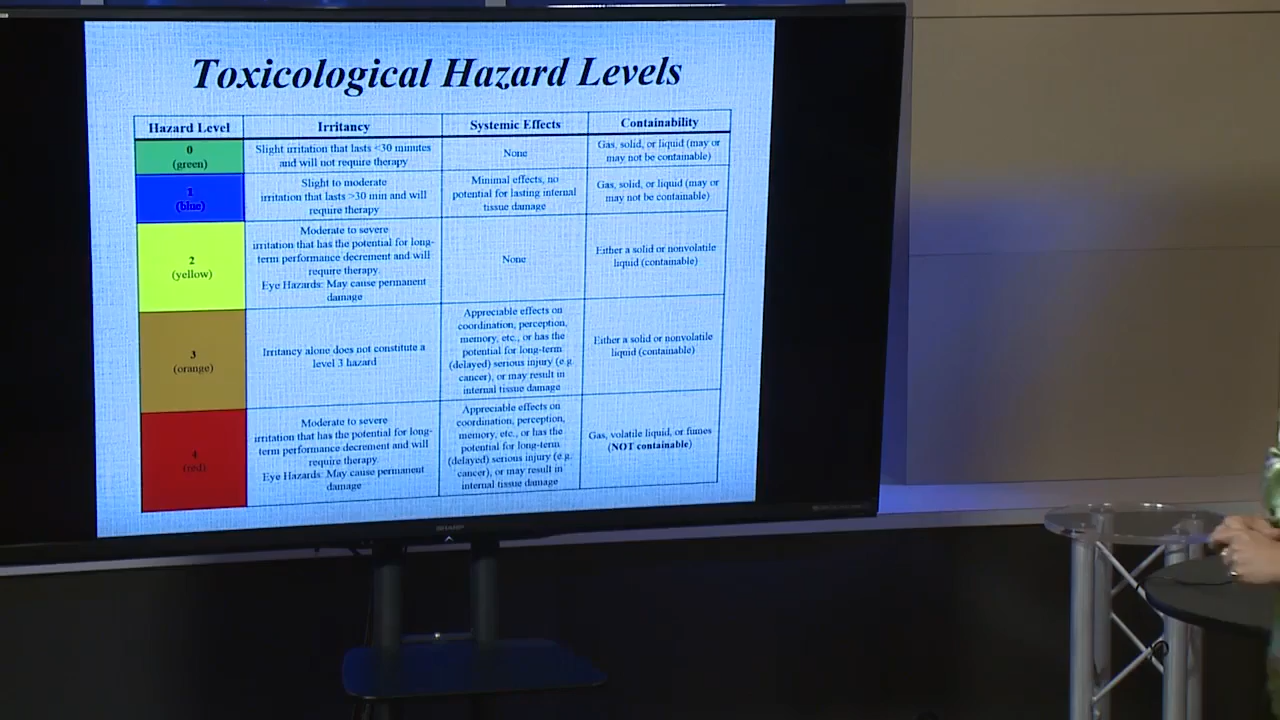 Toxicological Hazard Levels
Hazard Level
Irritancy
Systemic Effects
Containability
0
(green)
Slight irritation that lasts <30 minutes
and will not require therapy
None
Gas, solid, or liquid (may or
may not be containable)
1
(blue)
Slight to moderate
irritation that lasts >30 min and will
require therapy
Minimal effects, no
potential for lasting internal
tissue damage
Gas, solid, or liquid (may or
may not be containable)
2
(yellow)
Moderate to severe
irritation that has the potential for long-
term performance decrement and will
require therapy.
Eye Hazards: May cause permanent
damage
None
Either a solid or nonvolatile
liquid (containable)
3
(orange)
Irritancy alone does not constitute a
level 3 hazard
Appreciable effects on
coordination, perception,
memory, etc., or has the
potential for long-term
(delayed) serious injury (e.g.
cancer), or may result in
internal tissue damage
Either a solid or nonvolatile
liquid (containable)
4
(red)
Moderate to severe
irritation that has the potential for long-
term performance decrement and will
require therapy
Eye Hazards: May cause permanent
damage
Appreciable effects on
coordination, perception,
memory, etc., or has the
potential for long-term
(delayed) serious injury (e.g.
cancer), or may result in
internal tissue damage
Gas, volatile liquid, or fumes
(NOT containable)
SHARP